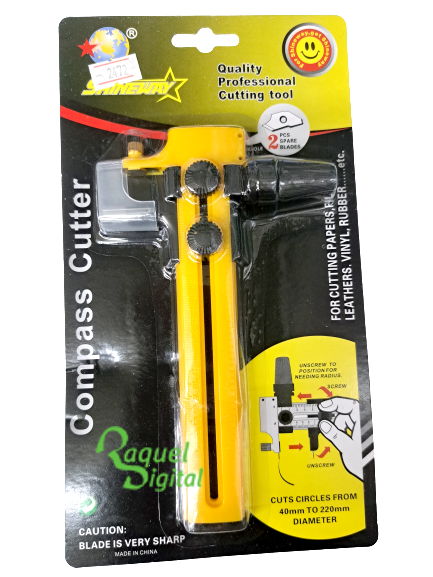 ®
2422
SHINEWAY
Quality
Professional
Cutting tool
2 PCS
SPARE
BLADES
Compass Cutter
FOR CUTTING PAPERS,
LEATHERS. VINYL, RUBBER......etc.
UNSCREW TO
POSITION FOR
NEEDING RADIUS.
SCREW
UNSCREW
CUTS CIRCLES FROM
40mm TO 220mm
DIAMETER
Raquel
Digital
CAUTION:
BLADE IS VERY SHARP
MADE IN CHINA